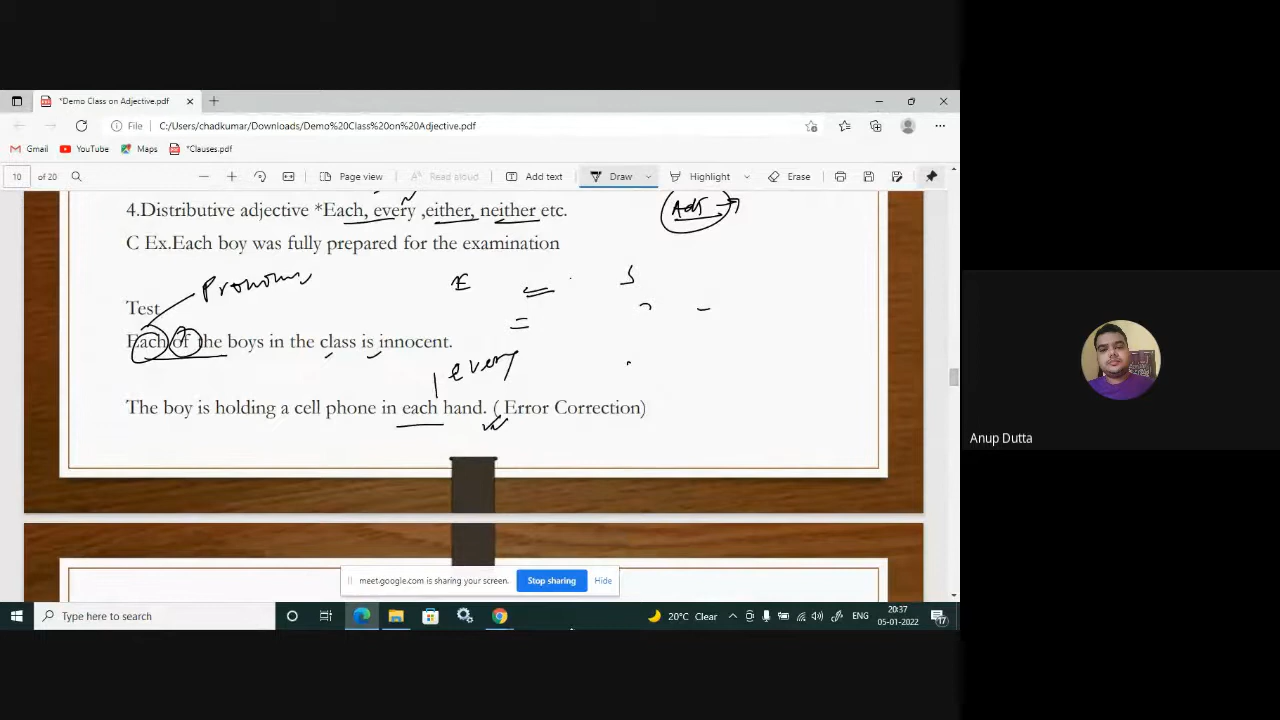 *Demo Class on Adjective.pdf
File C:/Users/chadkumar/Downloads/Demo%20Class%20on%20Adjective.pdf
Gmail YouTube Maps *Clauses.pdf
10 of 20 Page view Read aloud Add text Draw Highlight Erase
4.Distributive adjective *Each, every ,either, neither etc.
Adj
C Ex.Each boy was fully prepared for the examination
Pronoun
E S
Test
Each of the boys in the class is innocent.
every
The boy is holding a cell phone in each hand. ( Error Correction)
Anup Dutta
meet.google.com is sharing your screen. Stop sharing Hide
Type here to search
20°C Clear
ENG
20:37
05-01-2022
17